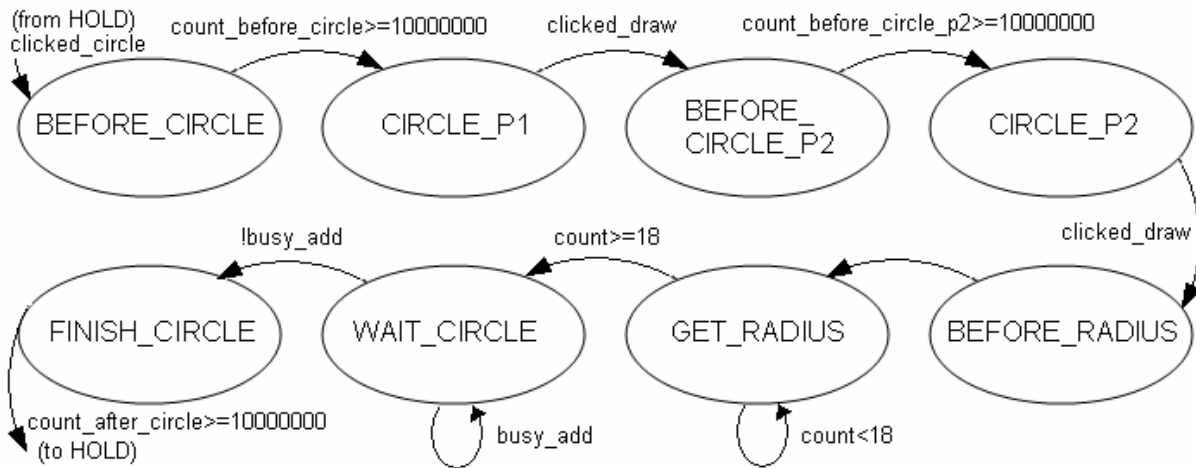 (from HOLD)
clicked_circle
count_before_circle>=10000000
clicked_draw
count_before_circle_p2>=10000000
BEFORE_CIRCLE
CIRCLE_P1
BEFORE_
CIRCLE_P2
CIRCLE_P2
clicked_draw
!busy_add
count>=18
FINISH_CIRCLE
WAIT_CIRCLE
GET_RADIUS
BEFORE_RADIUS
count_after_circle>=10000000
(to HOLD)
busy_add
count<18